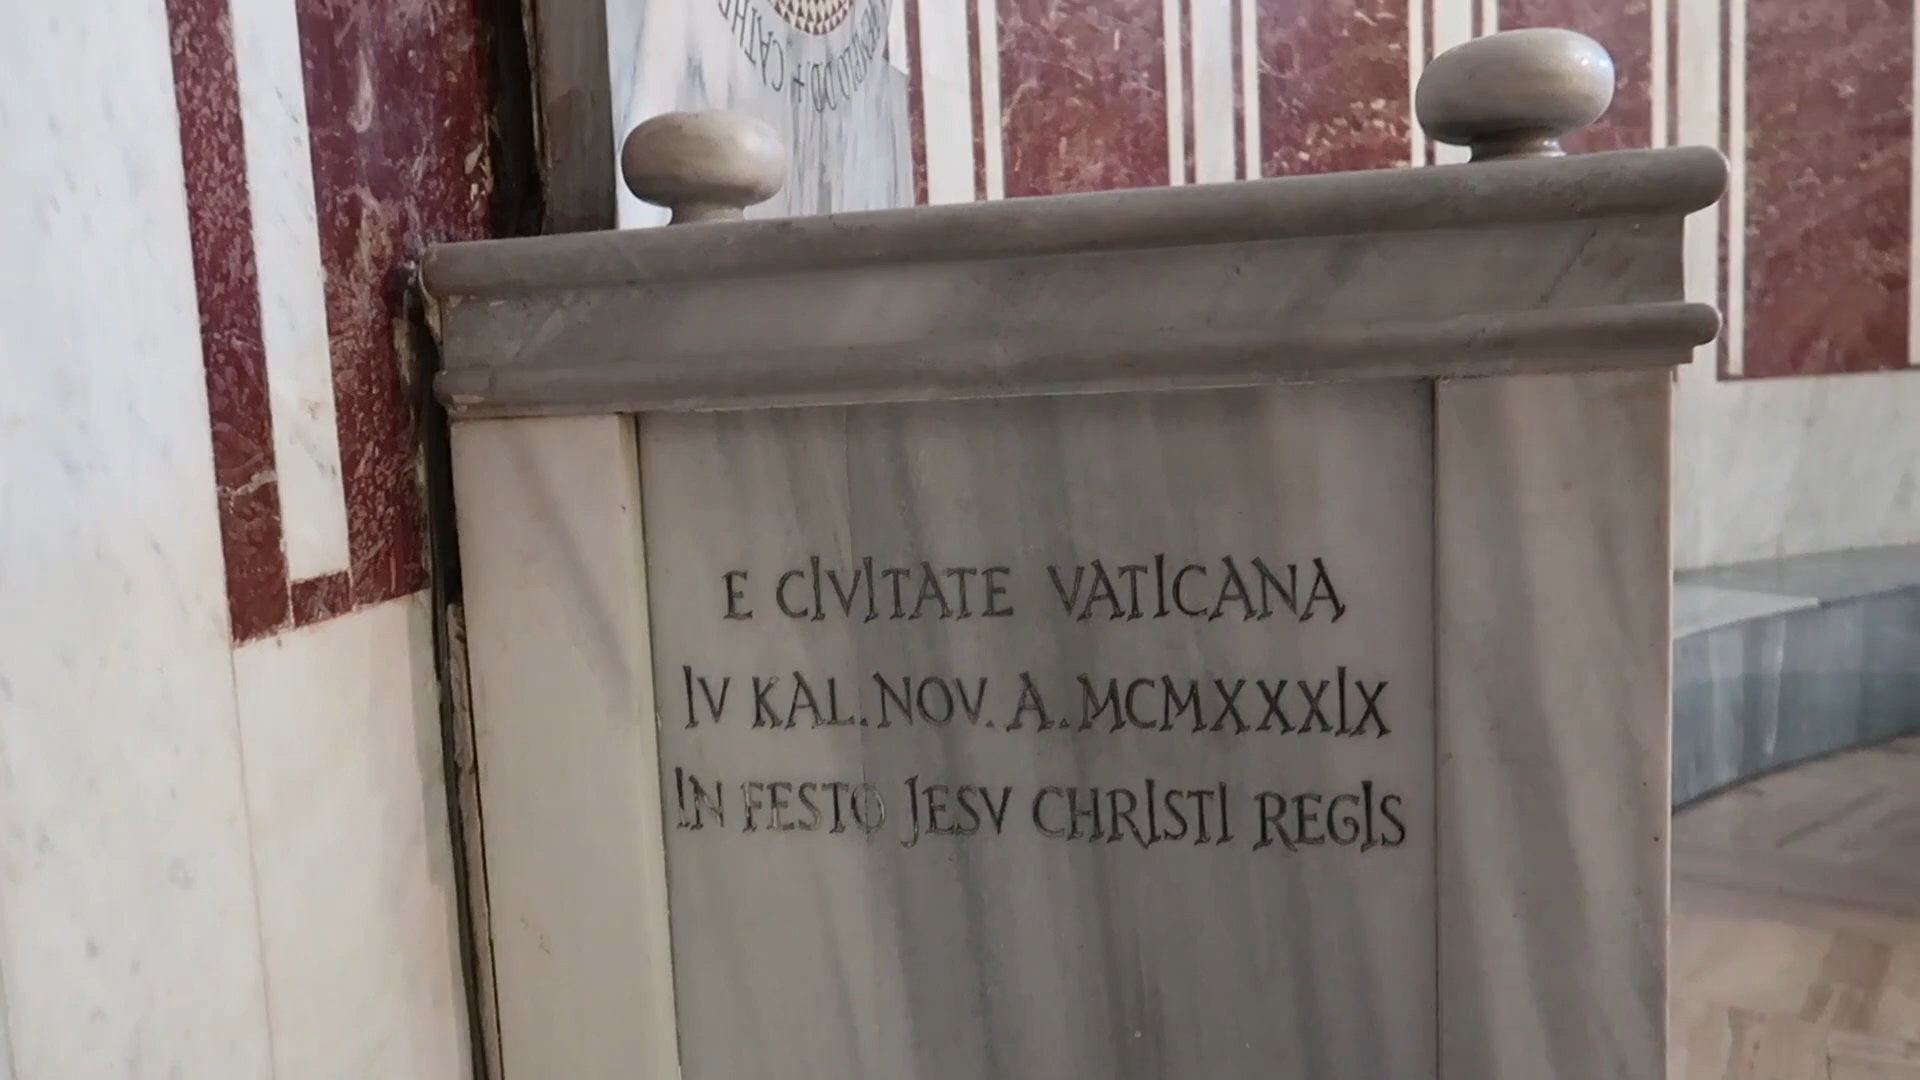 E CIVITATE VATICANA
IV KAL. NOV. A. MCMXXXIX
IN FESTO JESV CHRISTI REGIS